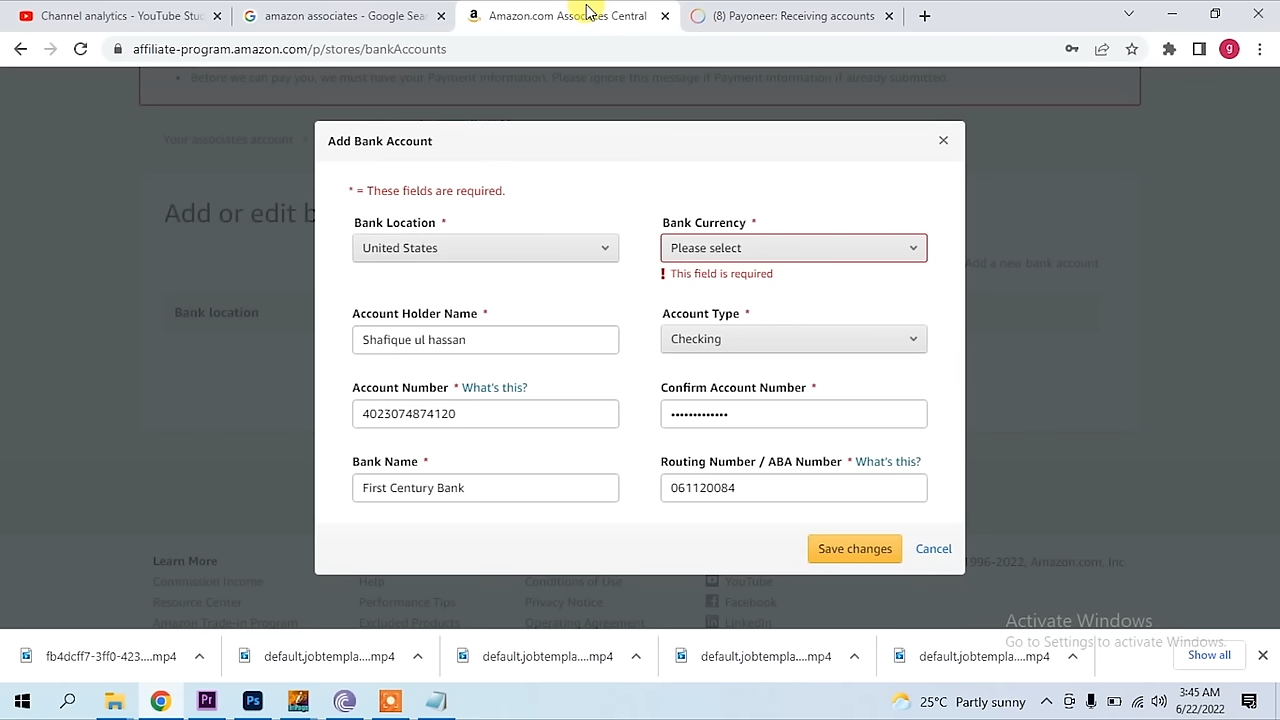 Channel analytics - YouTube Stu
amazon associates - Google Sea
Amazon.com Associates Central
(8) Payoneer: Receiving accounts
affiliate-program.amazon.com/p/stores/bankAccounts
g
Before we can pay you, we must have your Payment Information. Please ignore this message if Payment information if already submitted.
Your associates account
Add or edit b
Add a new bank account
Bank location
Add Bank Account
* = These fields are required.
Bank Location *
Bank Currency *
United States
Please select
! This field is required
Account Holder Name *
Account Type *
Shafique ul hassan
Checking
Account Number * What's this?
Confirm Account Number *
4023074874120
•••••••••••••
Bank Name *
Routing Number / ABA Number * What's this?
First Century Bank
061120084
Save changes
Cancel
Learn More
1996-2022, Amazon.com, Inc.
Commission Income
Help
Conditions of Use
YouTube
Resource Center
Performance Tips
Privacy Notice
Facebook
Amazon Trade-in Program
Excluded Products
Operating Agreement
LinkedIn
Activate Windows
Go to Settings to activate Windows.
fb4dcff7-3ff0-423....mp4
default.jobtempla....mp4
default.jobtempla....mp4
default.jobtempla....mp4
default.jobtempla....mp4
Show all
Pr
Ps
25°C Partly sunny
3:45 AM
6/22/2022